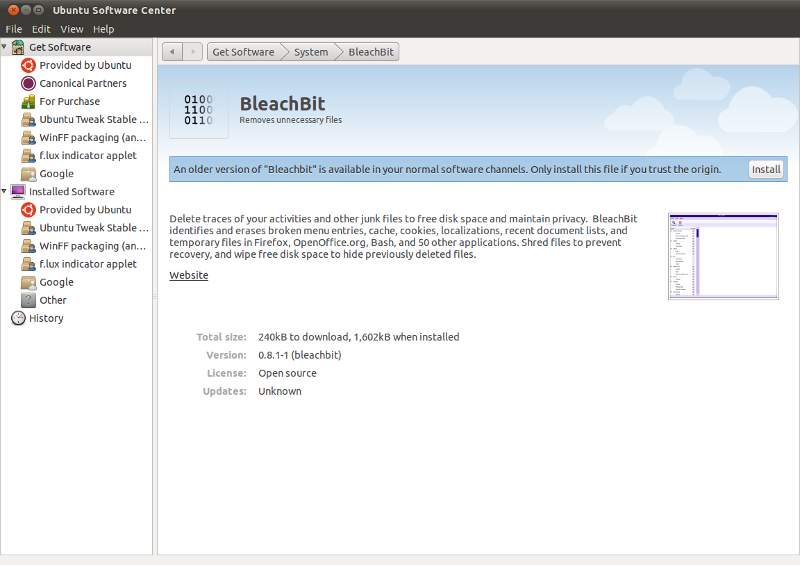 Ubuntu Software Center
File Edit View Help
Get Software
Provided by Ubuntu
Canonical Partners
For Purchase
Ubuntu Tweak Stable ...
WinFF packaging (an...
f.lux indicator applet
Google
Installed Software
Provided by Ubuntu
Ubuntu Tweak Stable ...
WinFF packaging (an...
f.lux indicator applet
Google
Other
History
Get Software System BleachBit
0100
1100
0110
BleachBit
Removes unnecessary files
An older version of "Bleachbit" is available in your normal software channels. Only install this file if you trust the origin. Install
Delete traces of your activities and other junk files to free disk space and maintain privacy. BleachBit
identifies and erases broken menu entries, cache, cookies, localizations, recent document lists, and
temporary files in Firefox, OpenOffice.org, Bash, and 50 other applications. Shred files to prevent
recovery, and wipe free disk space to hide previously deleted files.
Website
Total size: 240kB to download, 1,602kB when installed
Version: 0.8.1-1 (bleachbit)
License: Open source
Updates: Unknown